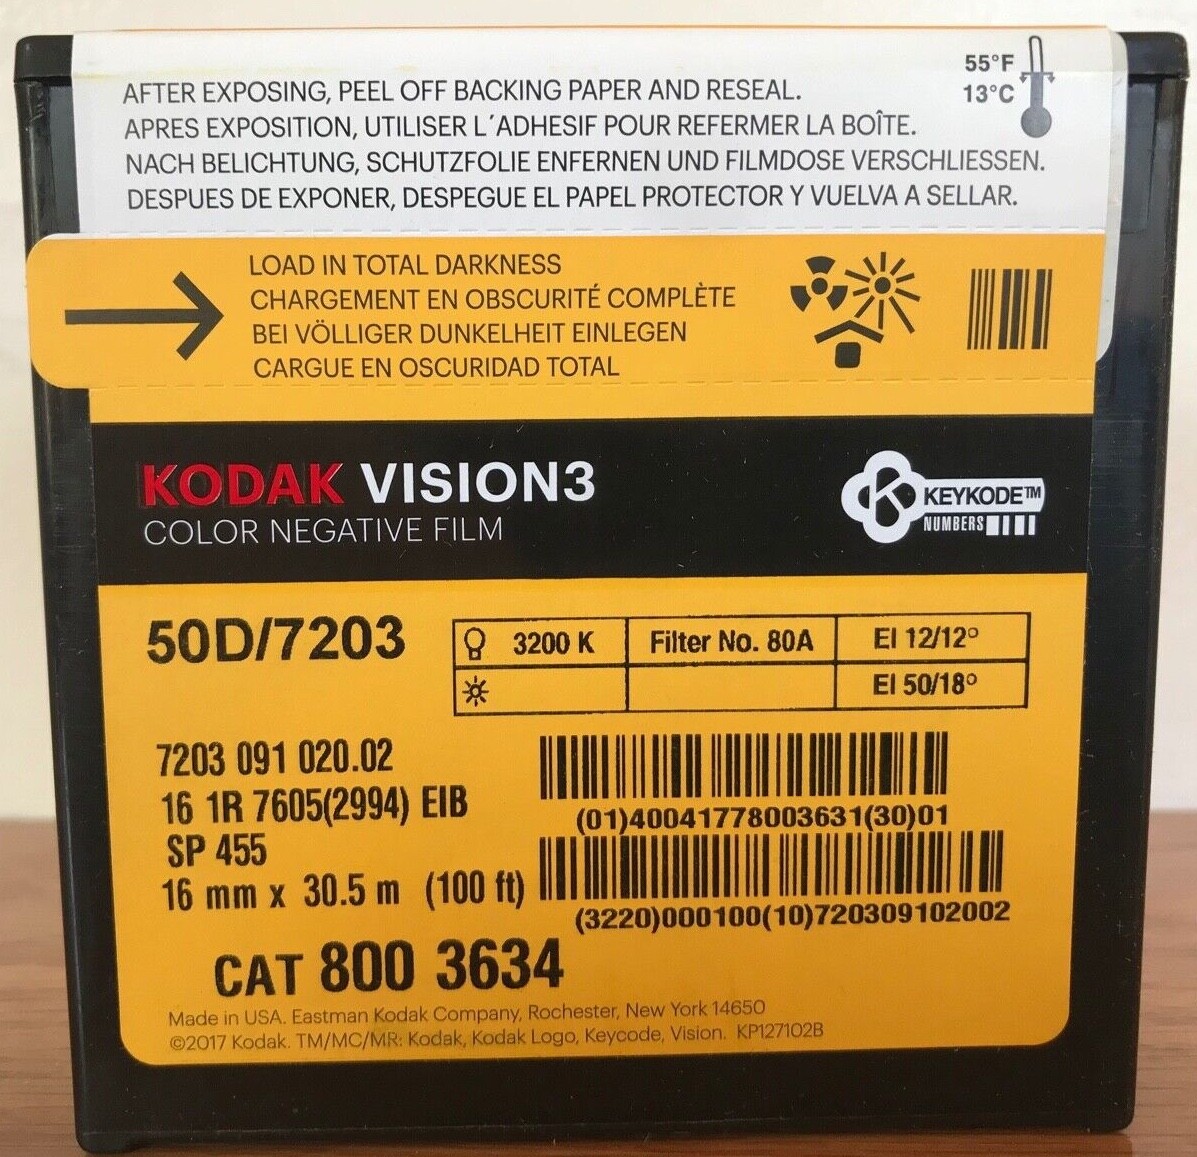 55°F
13°C
AFTER EXPOSING, PEEL OFF BACKING PAPER AND RESEAL.
APRES EXPOSITION, UTILISER L´ADHESIF POUR REFERMER LA BOÎTE.
NACH BELICHTUNG, SCHUTZFOLIE ENFERNEN UND FILMDOSE VERSCHLIESSEN.
DESPUES DE EXPONER, DESPEGUE EL PAPEL PROTECTOR Y VUELVA A SELLAR.
LOAD IN TOTAL DARKNESS
CHARGEMENT EN OBSCURITÉ COMPLÈTE
BEI VÖLLIGER DUNKELHEIT EINLEGEN
CARGUE EN OSCURIDAD TOTAL
KODAK VISION3
COLOR NEGATIVE FILM
K KEYKODE™
NUMBERS
50D/7203
3200 K Filter No. 80A EI 12/12°
EI 50/18°
7203 091 020.02
16 1R 7605(2994) EIB
SP 455
16 mm x 30.5 m (100 ft)
(01)40041778003631(30)01
(3220)000100(10)720309102002
CAT 800 3634
Made in USA. Eastman Kodak Company, Rochester, New York 14650
©2017 Kodak. TM/MC/MR: Kodak, Kodak Logo, Keycode, Vision. KP127102B